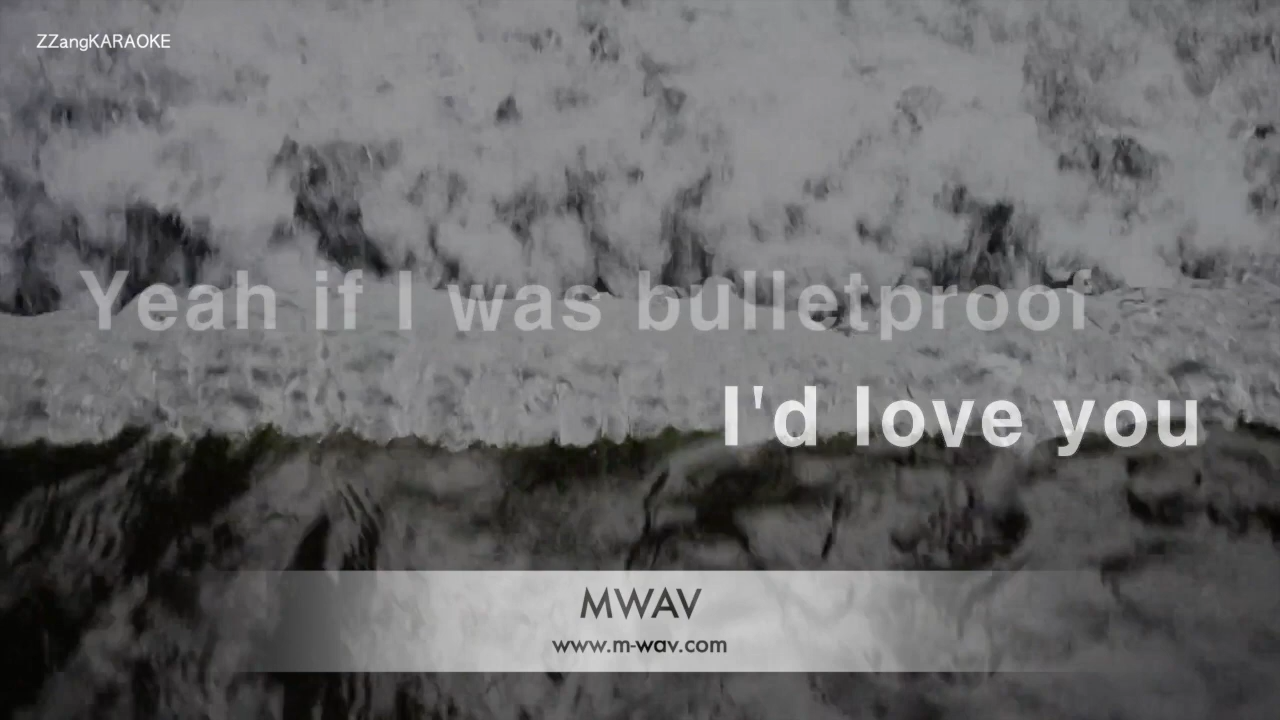 ZZangKARAOKE
Yeah if I was bulletproof
I'd love you
MWAV
www.m-wav.com